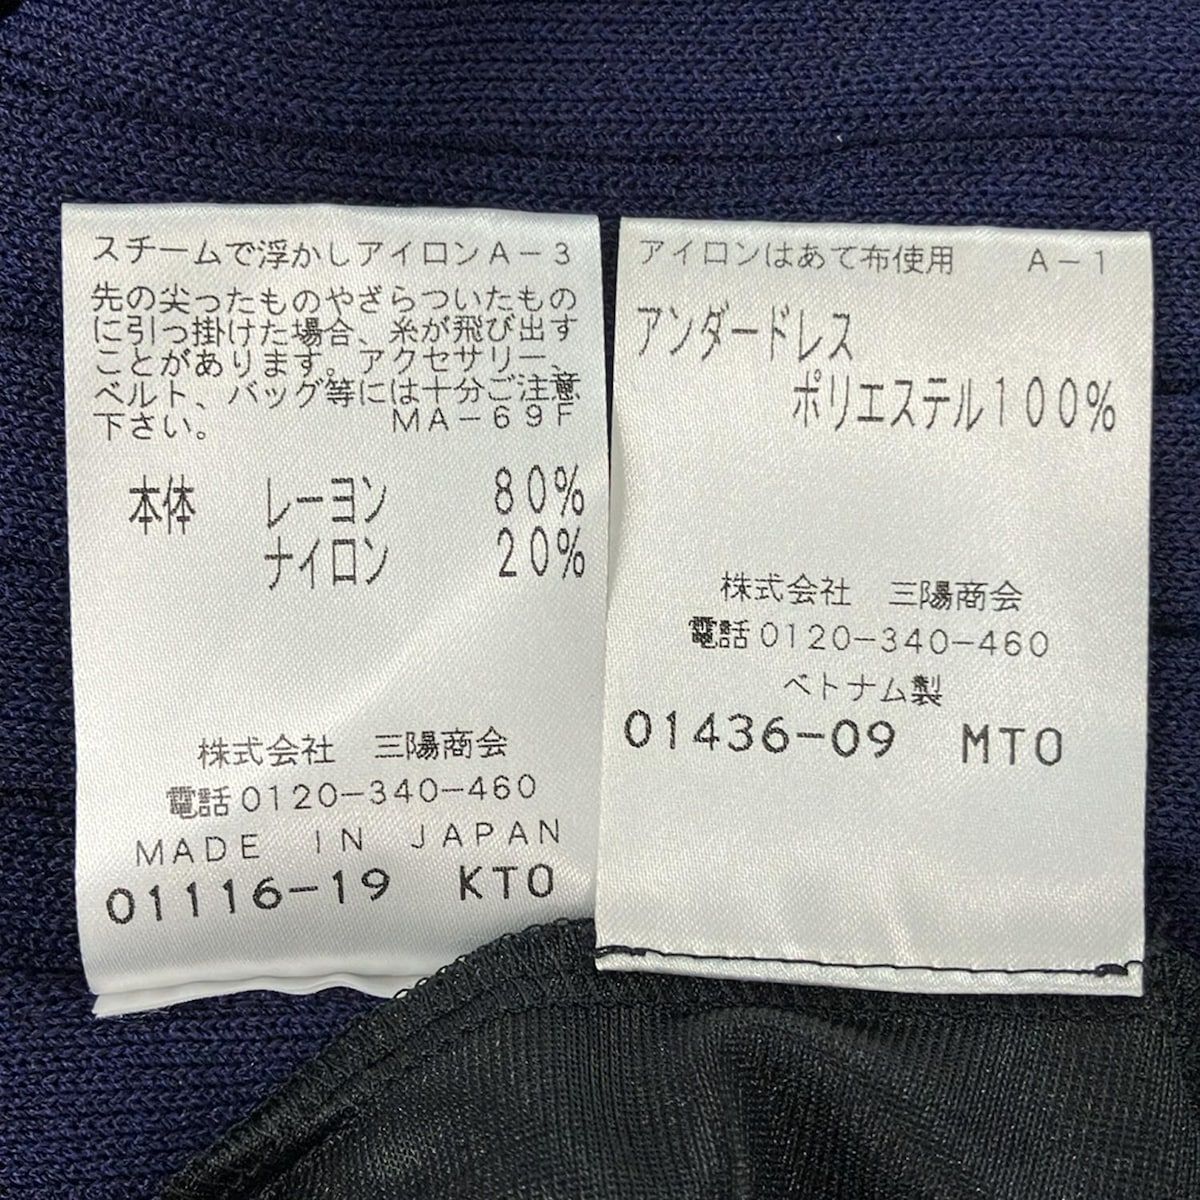 スチームで浮かしアイロンA-3
先の尖ったものやざらついたもの
に引っ掛けた場合、糸が飛び出す
ことがあります。アクセサリー、
ベルト、バッグ等には十分ご注意
下さい。 MA-69F
本体 レーヨン 80%
ナイロン 20%
株式会社 三陽商会
電話0120-340-460
MADE IN JAPAN
01116-19 KTO
アイロンはあて布使用 A-1
アンダードレス
ポリエステル100%
株式会社 三陽商会
電話0120-340-460
ベトナム製
01436-09 MTO